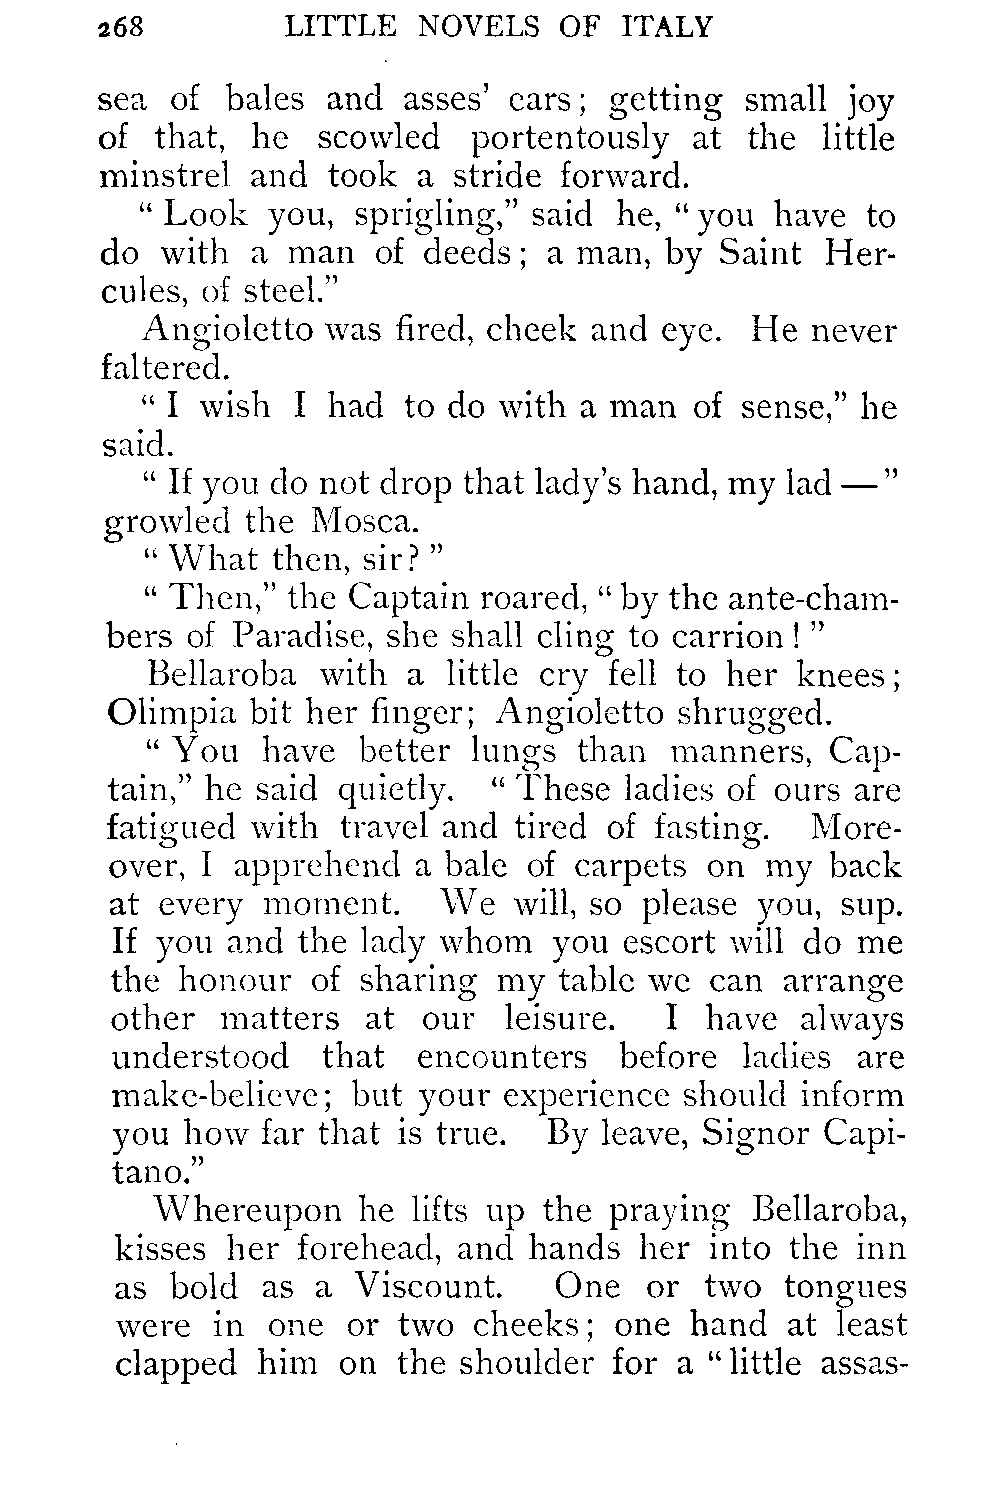 268 LITTLE NOVELS OF ITALY
sea of bales and asses' ears; getting small joy
of that, he scowled portentously at the little
minstrel and took a stride forward.
“Look you, sprigling,” said he, “you have to
do with a man of deeds; a man, by Saint Her-
cules, of steel.”
Angioletto was fired, cheek and eye. He never
faltered.
“I wish I had to do with a man of sense,” he
said.
“If you do not drop that lady's hand, my lad —”
growled the Mosca.
“What then, sir?”
“Then,” the Captain roared, “by the ante-cham-
bers of Paradise, she shall cling to carrion!”
Bellaroba with a little cry fell to her knees;
Olimpia bit her finger; Angioletto shrugged.
“You have better lungs than manners, Cap-
tain,” he said quietly. “These ladies of ours are
fatigued with travel and tired of fasting. More-
over, I apprehend a bale of carpets on my back
at every moment. We will, so please you, sup.
If you and the lady whom you escort will do me
the honour of sharing my table we can arrange
other matters at our leisure. I have always
understood that encounters before ladies are
make-believe; but your experience should inform
you how far that is true. By leave, Signor Capi-
tano.”
Whereupon he lifts up the praying Bellaroba,
kisses her forehead, and hands her into the inn
as bold as a Viscount. One or two tongues
were in one or two cheeks; one hand at least
clapped him on the shoulder for a “little assas-